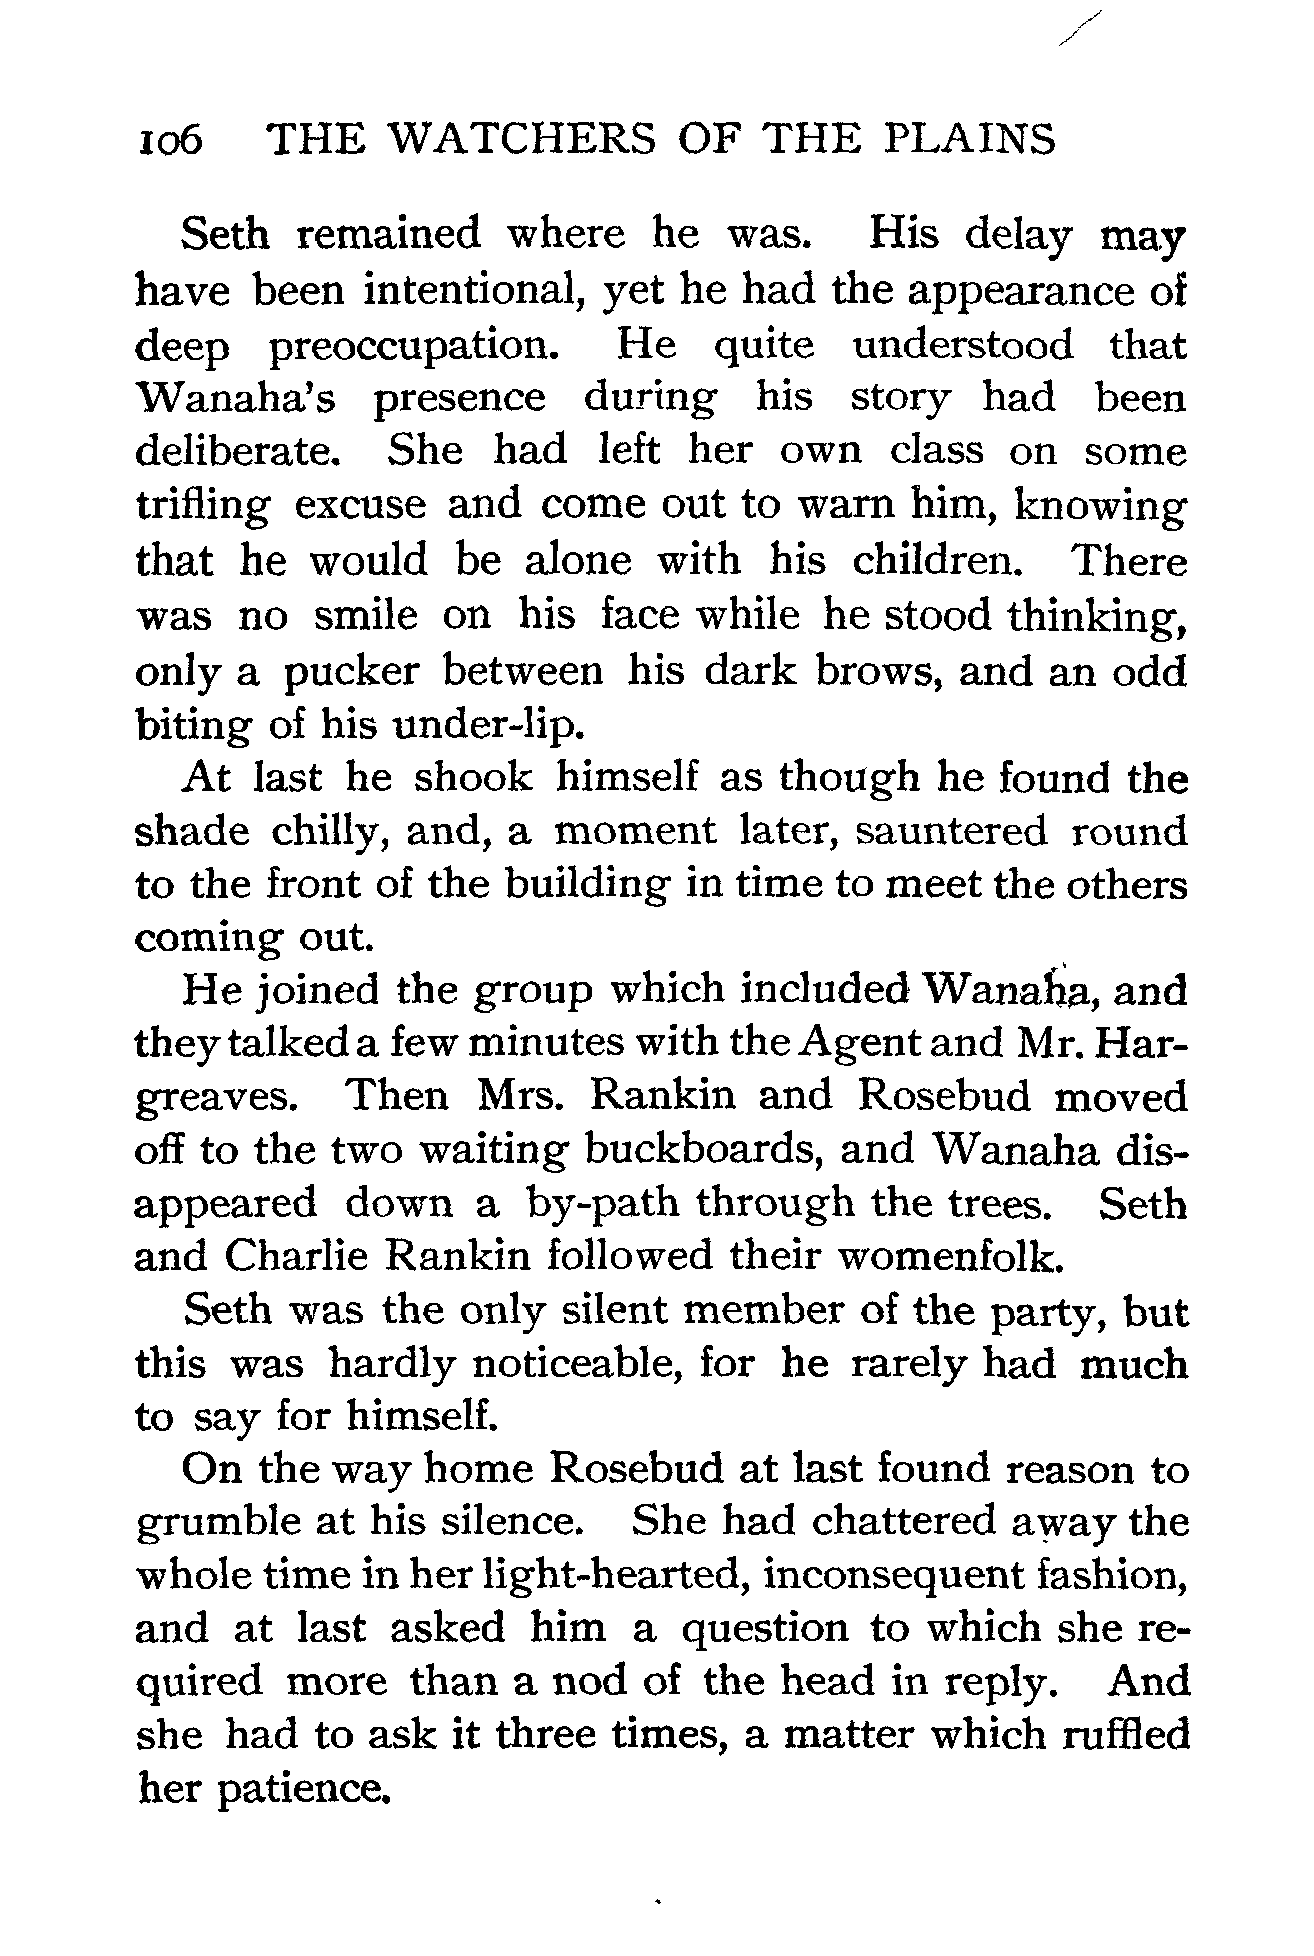 106 THE WATCHERS OF THE PLAINS
Seth remained where he was. His delay may
have been intentional, yet he had the appearance of
deep preoccupation. He quite understood that
Wanaha's presence during his story had been
deliberate. She had left her own class on some
trifling excuse and come out to warn him, knowing
that he would be alone with his children. There
was no smile on his face while he stood thinking,
only a pucker between his dark brows, and an odd
biting of his under-lip.
At last he shook himself as though he found the
shade chilly, and, a moment later, sauntered round
to the front of the building in time to meet the others
coming out.
He joined the group which included Wanaha, and
they talked a few minutes with the Agent and Mr. Har-
greaves. Then Mrs. Rankin and Rosebud moved
off to the two waiting buckboards, and Wanaha dis-
appeared down a by-path through the trees. Seth
and Charlie Rankin followed their womenfolk.
Seth was the only silent member of the party, but
this was hardly noticeable, for he rarely had much
to say for himself.
On the way home Rosebud at last found reason to
grumble at his silence. She had chattered away the
whole time in her light-hearted, inconsequent fashion,
and at last asked him a question to which she re-
quired more than a nod of the head in reply. And
she had to ask it three times, a matter which ruffled
her patience.